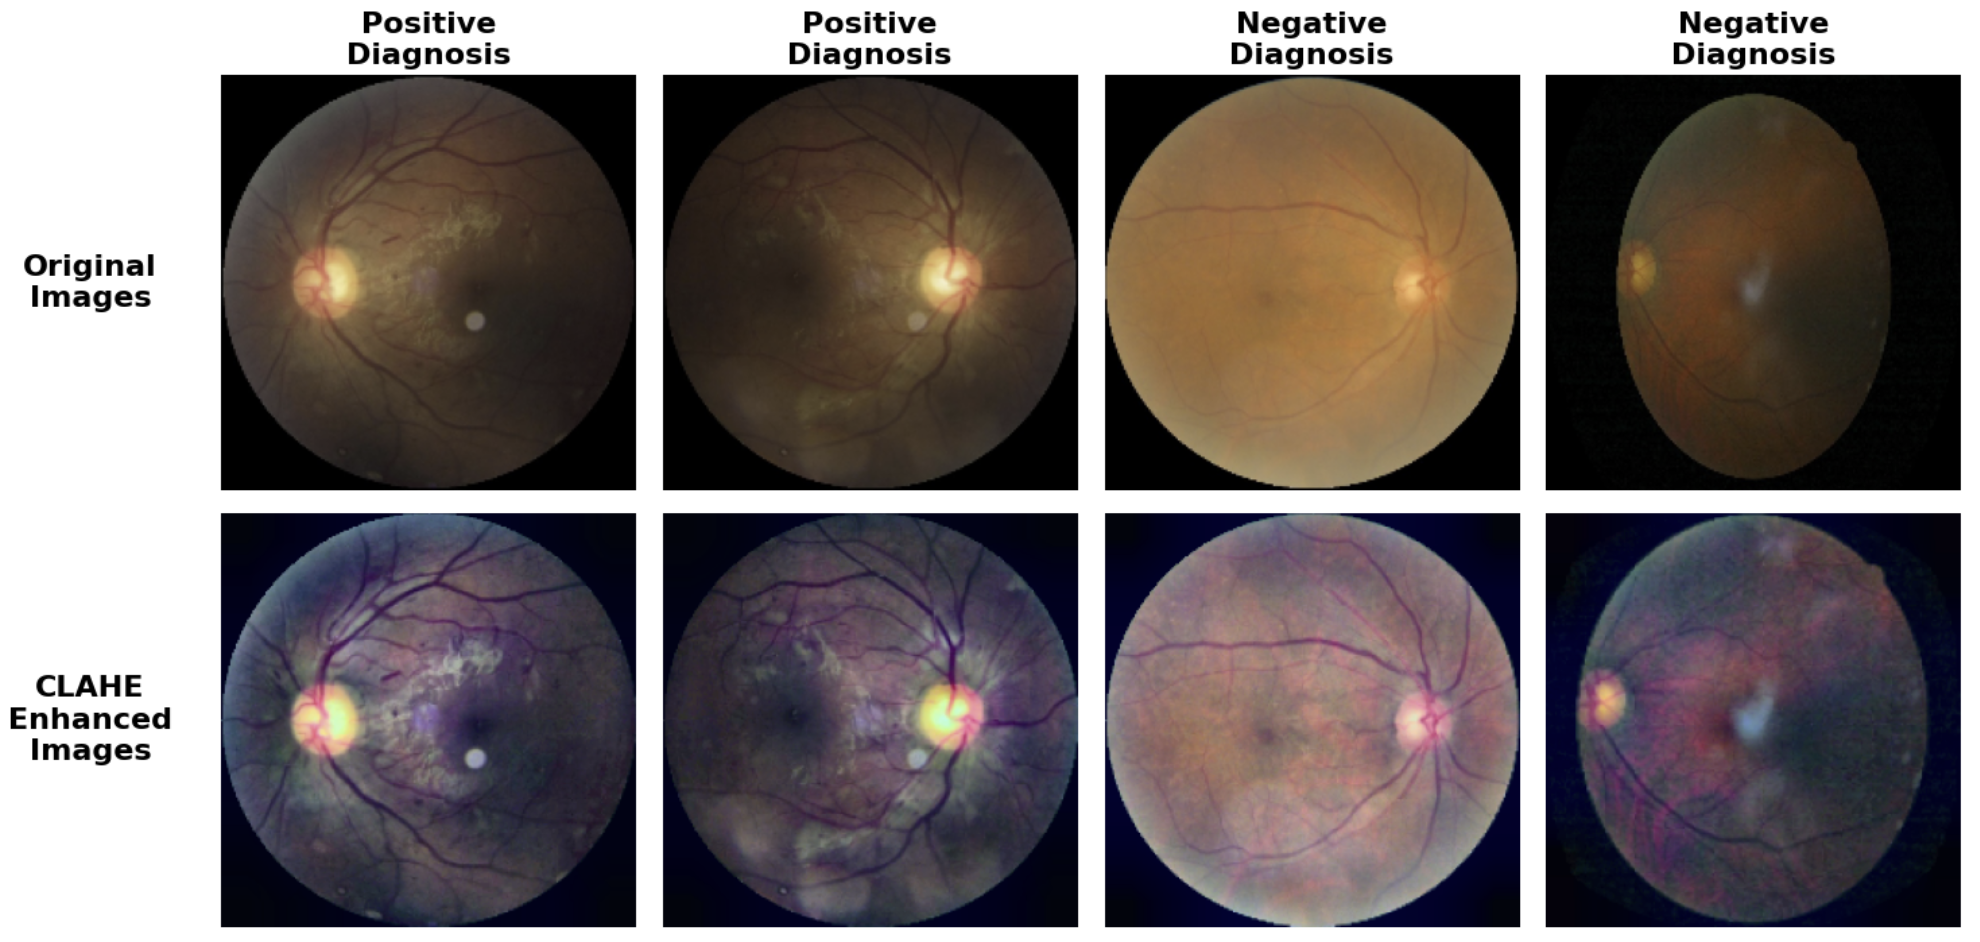 Positive
Diagnosis
Positive
Diagnosis
Negative
Diagnosis
Negative
Diagnosis
Original
Images
CLAHE
Enhanced
Images